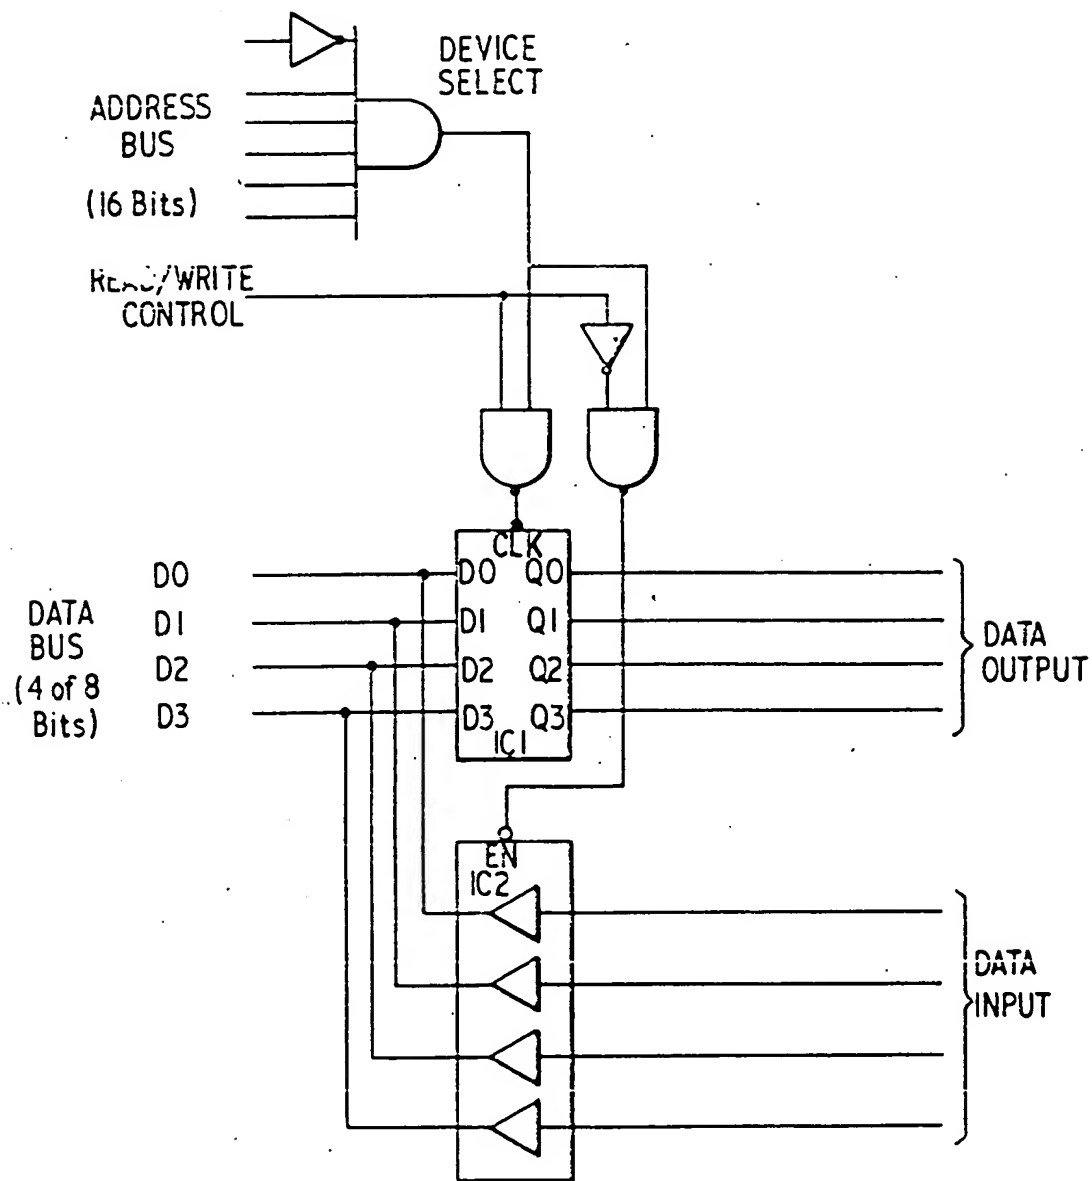 DEVICE
SELECT
ADDRESS
BUS
(16 Bits)
READ/WRITE
CONTROL
CLK
D0 D0 Q0
D1 D1 Q1
D2 D2 Q2
D3 D3 Q3
IC1
DATA
BUS
(4 of 8
Bits)
DATA
OUTPUT
EN
IC2
DATA
INPUT